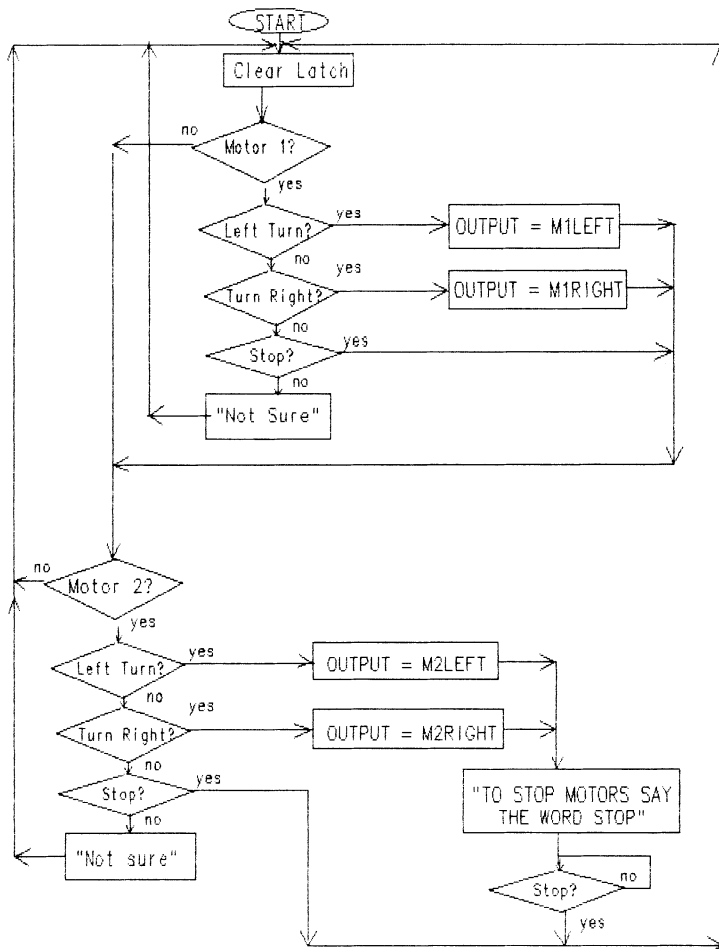 START
Clear Latch
no
Motor 1?
yes
Left Turn?
yes
OUTPUT = M1LEFT
no
Turn Right?
yes
OUTPUT = M1RIGHT
no
Stop?
yes
no
"Not Sure"
no
Motor 2?
yes
Left Turn?
yes
OUTPUT = M2LEFT
no
Turn Right?
yes
OUTPUT = M2RIGHT
no
Stop?
yes
"TO STOP MOTORS SAY
THE WORD STOP"
no
"Not sure"
Stop?
no
yes